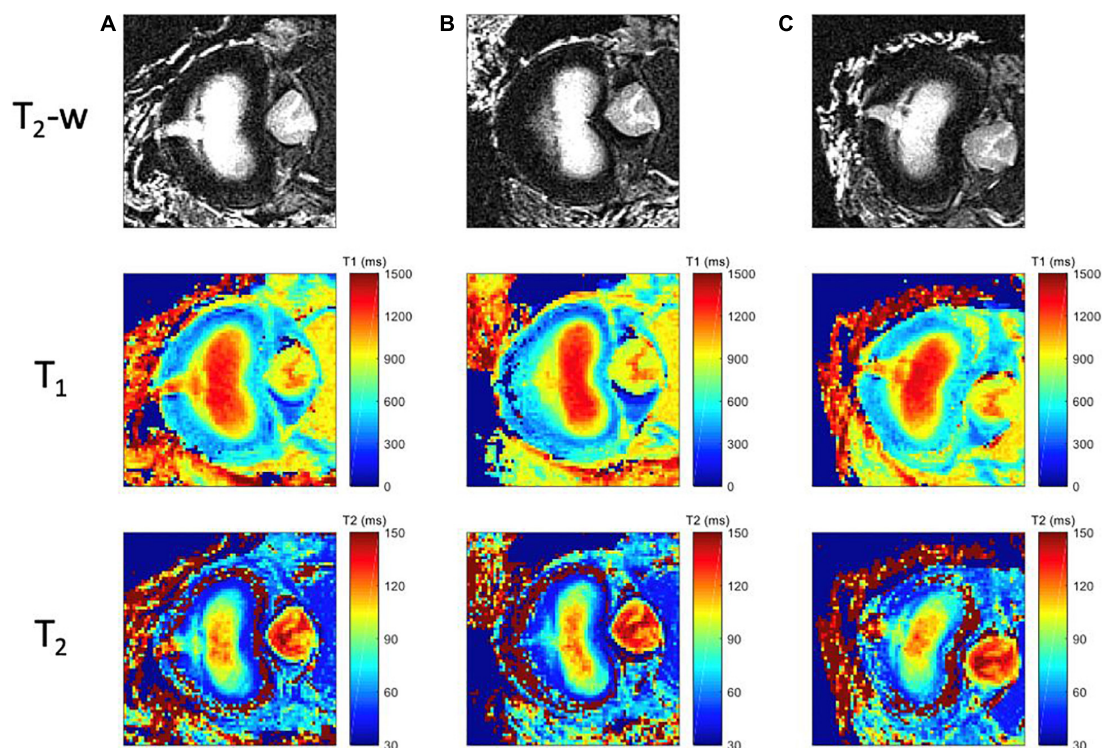 A B C
T₂-w
T1 (ms) T1 (ms) T1 (ms)
1500 1500 1500
1200 1200 1200
T₁
900 900 900
600 600 600
300 300 300
0 0 0
T2 (ms) T2 (ms) T2 (ms)
150 150 150
120 120 120
T₂
90 90 90
60 60 60
30 30 30